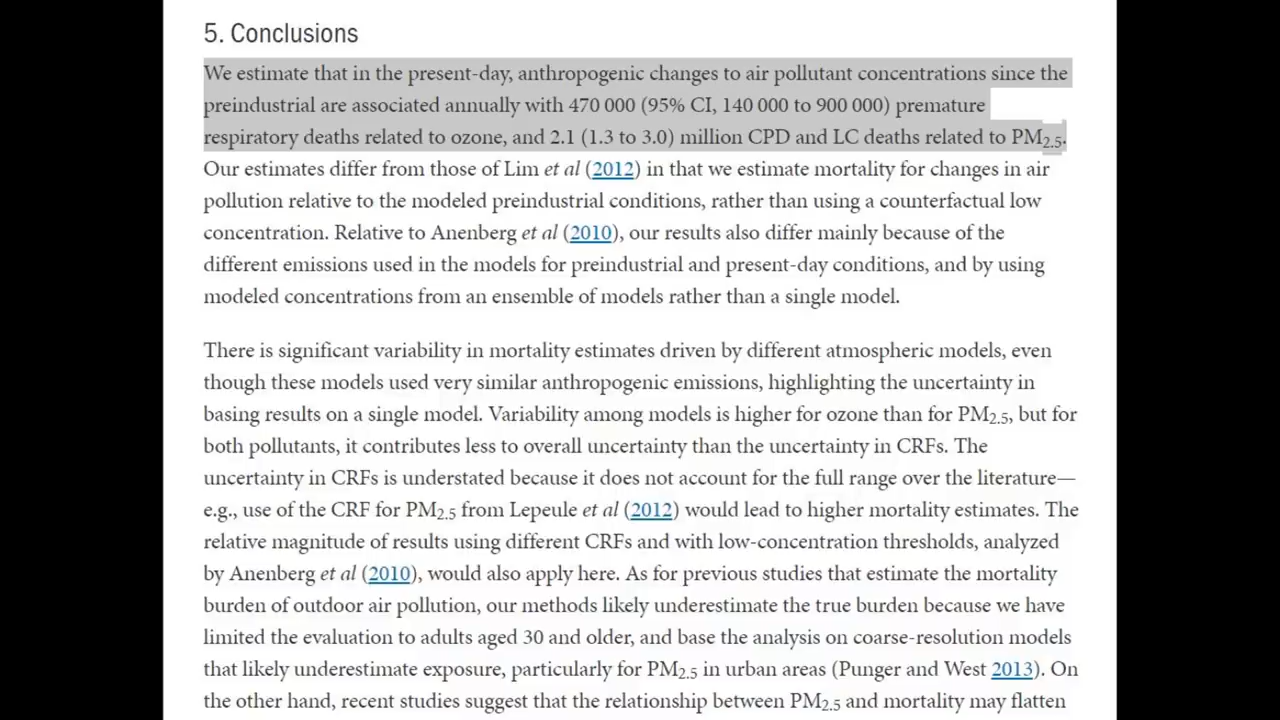 5. Conclusions
We estimate that in the present-day, anthropogenic changes to air pollutant concentrations since the
preindustrial are associated annually with 470 000 (95% CI, 140 000 to 900 000) premature
respiratory deaths related to ozone, and 2.1 (1.3 to 3.0) million CPD and LC deaths related to PM2.5.
Our estimates differ from those of Lim et al (2012) in that we estimate mortality for changes in air
pollution relative to the modeled preindustrial conditions, rather than using a counterfactual low
concentration. Relative to Anenberg et al (2010), our results also differ mainly because of the
different emissions used in the models for preindustrial and present-day conditions, and by using
modeled concentrations from an ensemble of models rather than a single model.
There is significant variability in mortality estimates driven by different atmospheric models, even
though these models used very similar anthropogenic emissions, highlighting the uncertainty in
basing results on a single model. Variability among models is higher for ozone than for PM2.5, but for
both pollutants, it contributes less to overall uncertainty than the uncertainty in CRFs. The
uncertainty in CRFs is understated because it does not account for the full range over the literature—
e.g., use of the CRF for PM2.5 from Lepeule et al (2012) would lead to higher mortality estimates. The
relative magnitude of results using different CRFs and with low-concentration thresholds, analyzed
by Anenberg et al (2010), would also apply here. As for previous studies that estimate the mortality
burden of outdoor air pollution, our methods likely underestimate the true burden because we have
limited the evaluation to adults aged 30 and older, and base the analysis on coarse-resolution models
that likely underestimate exposure, particularly for PM2.5 in urban areas (Punger and West 2013). On
the other hand, recent studies suggest that the relationship between PM2.5 and mortality may flatten